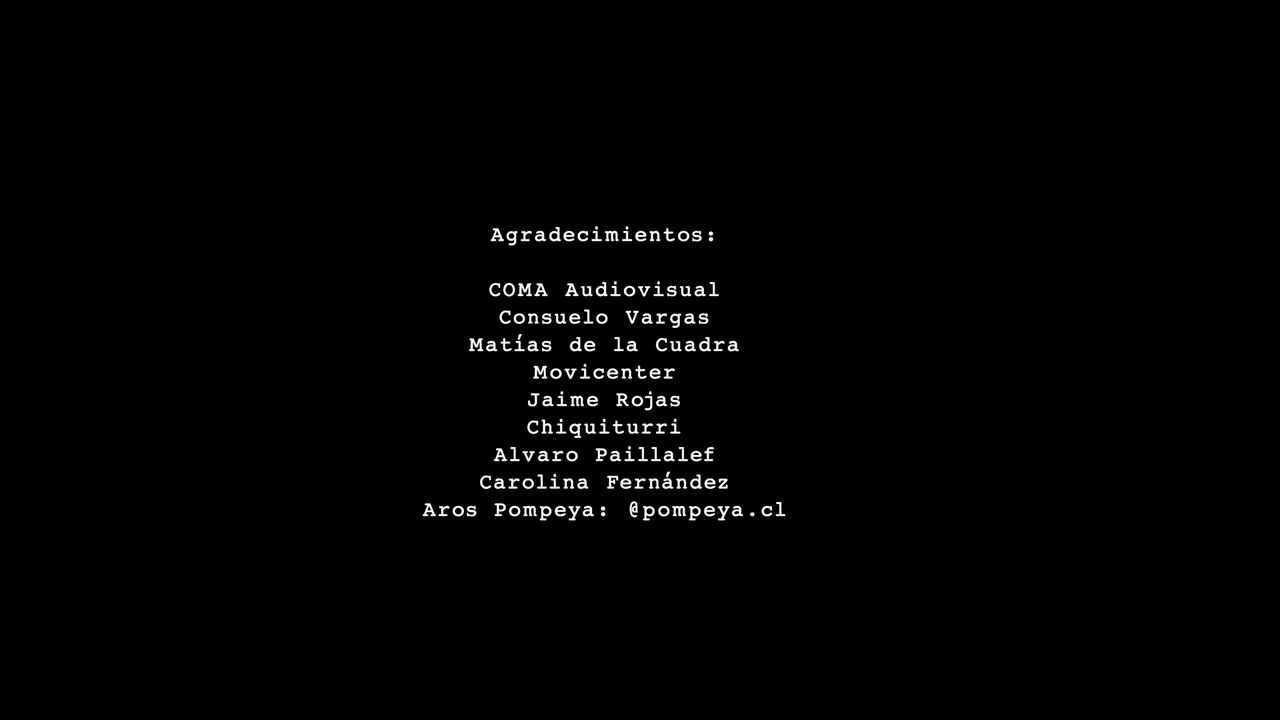 Agradecimientos:
COMA Audiovisual
Consuelo Vargas
Matías de la Cuadra
Movicenter
Jaime Rojas
Chiquiturri
Alvaro Paillalef
Carolina Fernández
Aros Pompeya: @pompeya.cl